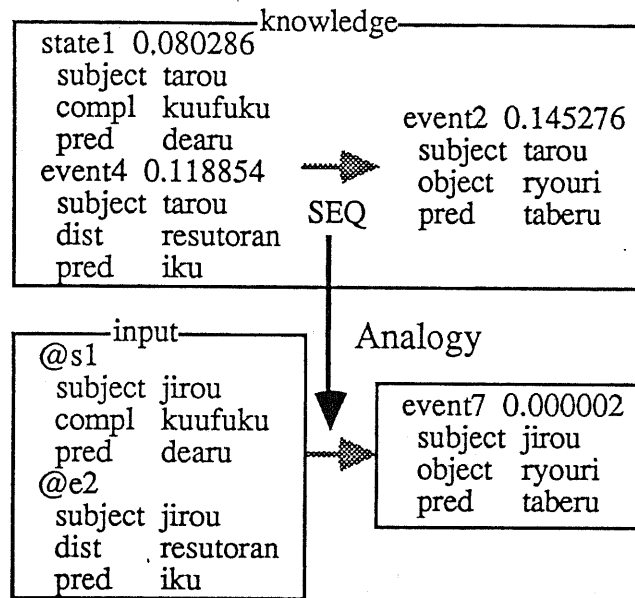 knowledge
state1 0.080286
subject tarou
compl kuufuku
pred dearu
event4 0.118854
subject tarou
dist resutoran
pred iku
SEQ
event2 0.145276
subject tarou
object ryouri
pred taberu
Analogy
input
@s1
subject jirou
compl kuufuku
pred dearu
@e2
subject jirou
dist resutoran
pred iku
event7 0.000002
subject jirou
object ryouri
pred taberu